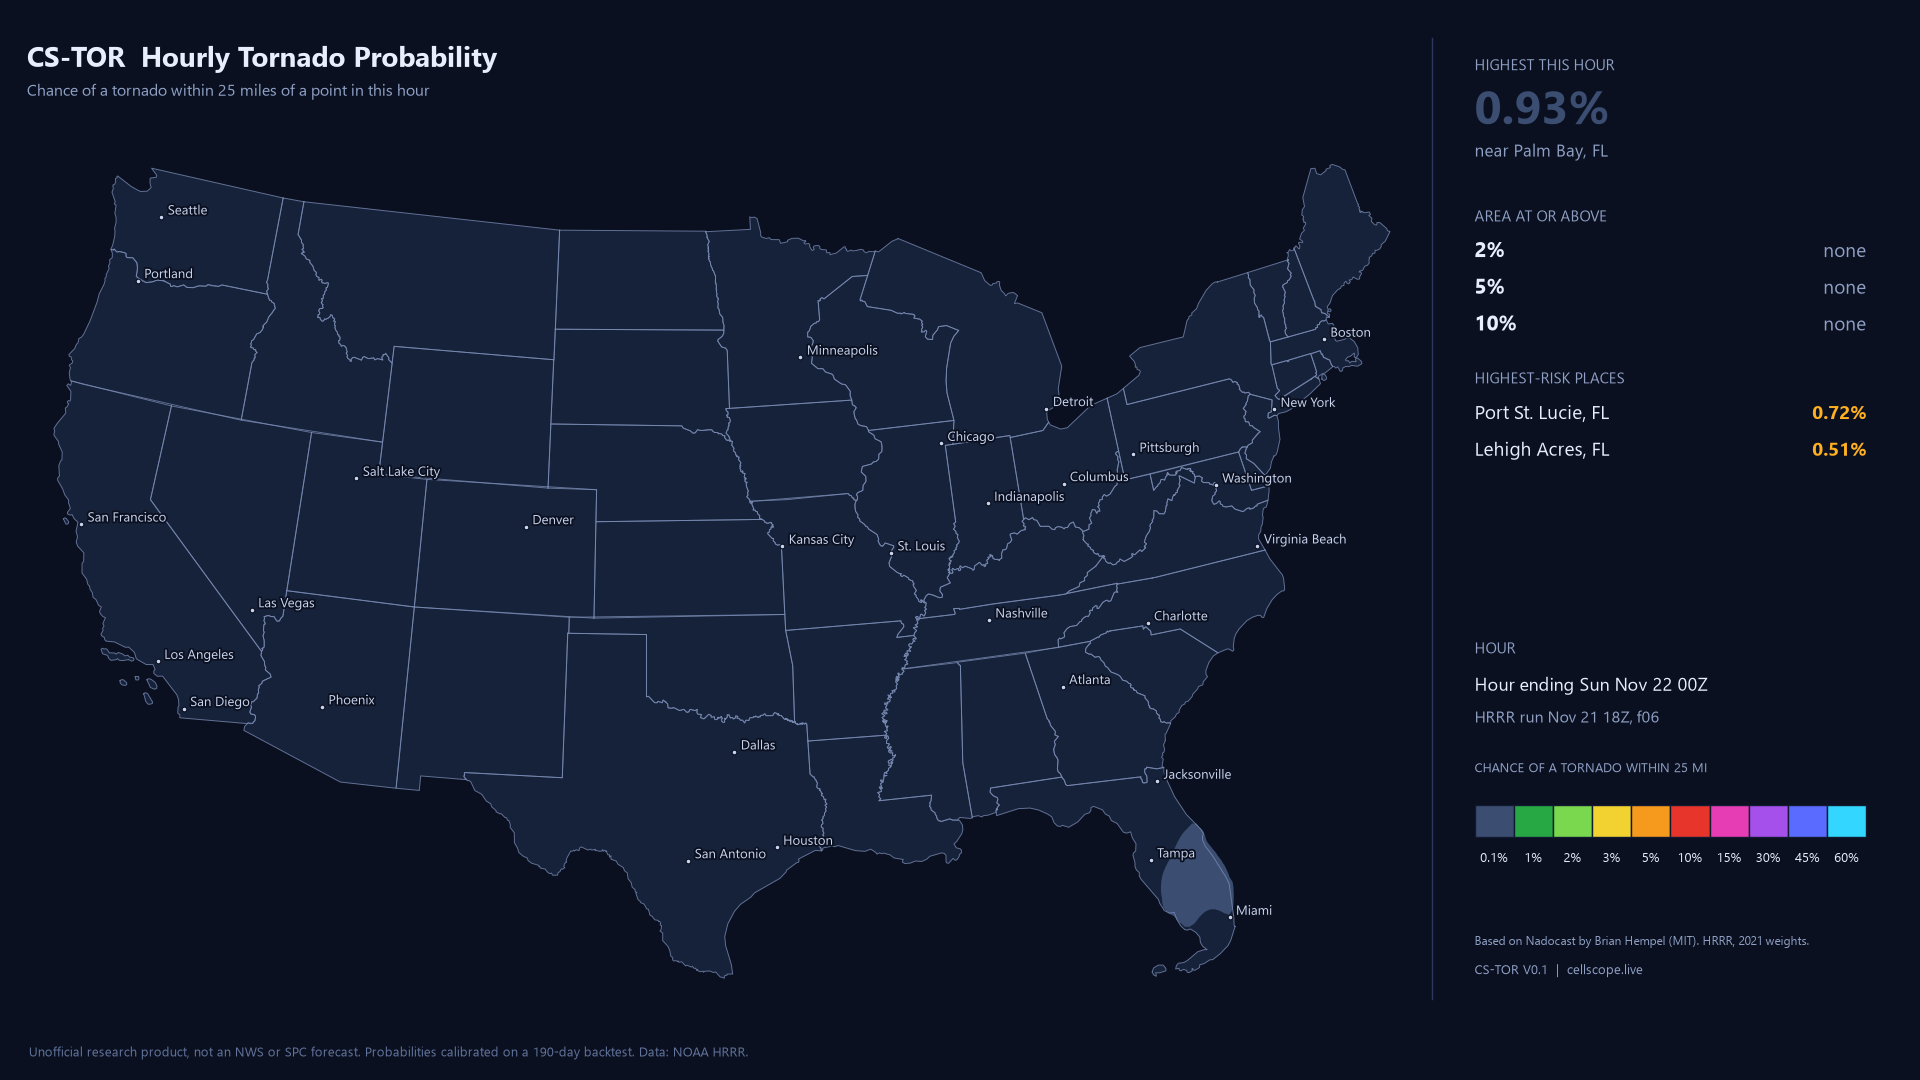 CS-TOR  Hourly Tornado Probability
Chance of a tornado within 25 miles of a point in this hour
Seattle
Portland
Minneapolis
Boston
Detroit
New York
Chicago
Pittsburgh
Salt Lake City
Columbus
Washington
Indianapolis
San Francisco
Denver
Kansas City
St. Louis
Virginia Beach
Las Vegas
Nashville
Charlotte
Los Angeles
Atlanta
San Diego
Phoenix
Dallas
Jacksonville
Houston
San Antonio
Tampa
Miami
HIGHEST THIS HOUR
0.93%
near Palm Bay, FL
AREA AT OR ABOVE
2% none
5% none
10% none
HIGHEST-RISK PLACES
Port St. Lucie, FL 0.72%
Lehigh Acres, FL 0.51%
HOUR
Hour ending Sun Nov 22 00Z
HRRR run Nov 21 18Z, f06
CHANCE OF A TORNADO WITHIN 25 MI
0.1% 1% 2% 3% 5% 10% 15% 30% 45% 60%
Based on Nadocast by Brian Hempel (MIT). HRRR, 2021 weights.
CS-TOR V0.1 | cellscope.live
Unofficial research product, not an NWS or SPC forecast. Probabilities calibrated on a 190-day backtest. Data: NOAA HRRR.